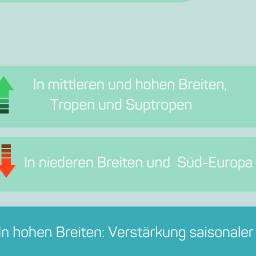 In mittleren und hohen Breiten,
Tropen und Suptropen
In niederen Breiten und Süd-Europa
In hohen Breiten: Verstärkung saisonaler